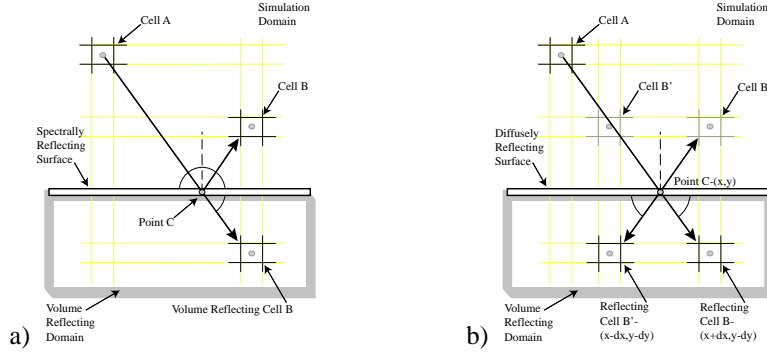 Cell A
Simulation
Domain
Cell B
Spectrally
Reflecting
Surface
Point C
Volume
Reflecting
Domain
Volume Reflecting Cell B
a)
Cell A
Simulation
Domain
Cell B'
Cell B
Diffusely
Reflecting
Surface
Point C-(x,y)
Volume
Reflecting
Domain
Reflecting
Cell B'-
(x-dx,y-dy)
Reflecting
Cell B-
(x+dx,y-dy)
b)